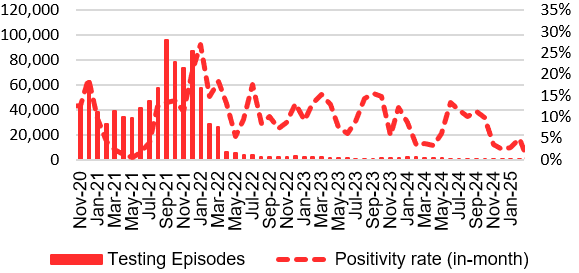 120,000
100,000
80,000
60,000
40,000
20,000
0
35%
30%
25%
20%
15%
10%
5%
0%
Nov-20
Jan-21
Mar-21
May-21
Jul-21
Sep-21
Nov-21
Jan-22
Mar-22
May-22
Jul-22
Sep-22
Nov-22
Jan-23
Mar-23
May-23
Jul-23
Sep-23
Nov-23
Jan-24
Mar-24
May-24
Jul-24
Sep-24
Nov-24
Jan-25
Testing Episodes
Positivity rate (in-month)